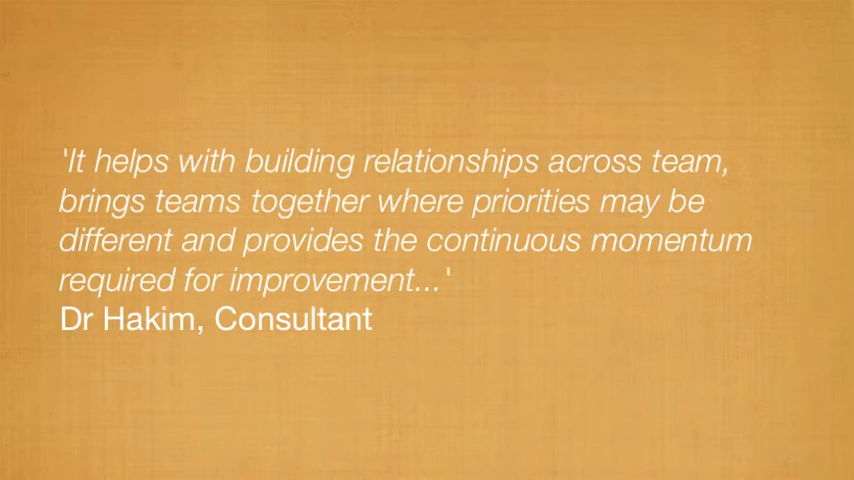 'It helps with building relationships across team,
brings teams together where priorities may be
different and provides the continuous momentum
required for improvement...'
Dr Hakim, Consultant